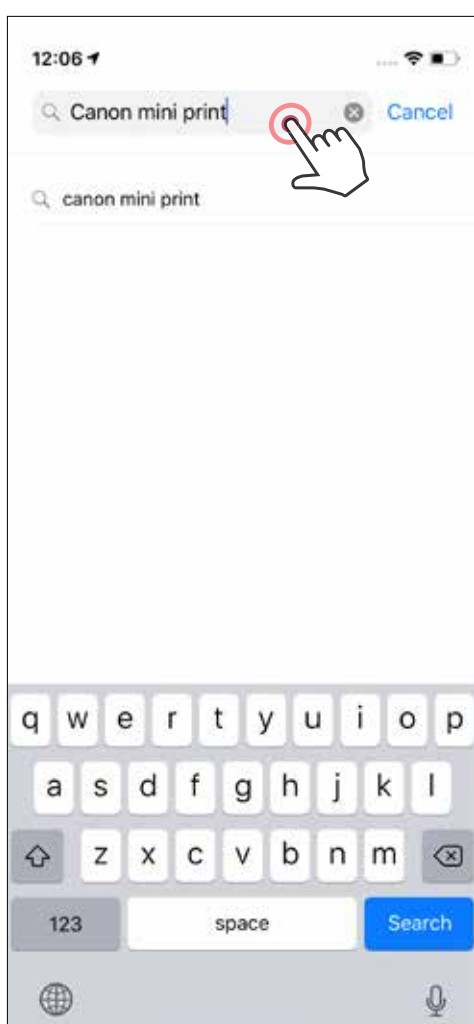 12:06
Canon mini print Cancel
canon mini print
q w e r t y u i o p
a s d f g h j k l
z x c v b n m
123 space Search